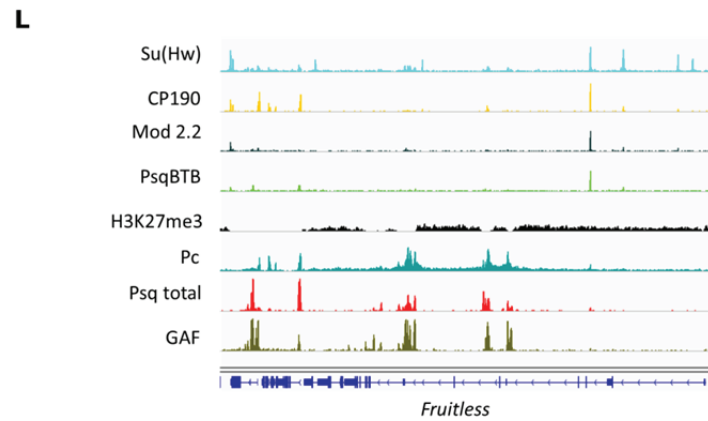 L
Su(Hw)
CP190
Mod 2.2
PsqBTB
H3K27me3
Pc
Psq total
GAF
Fruitless